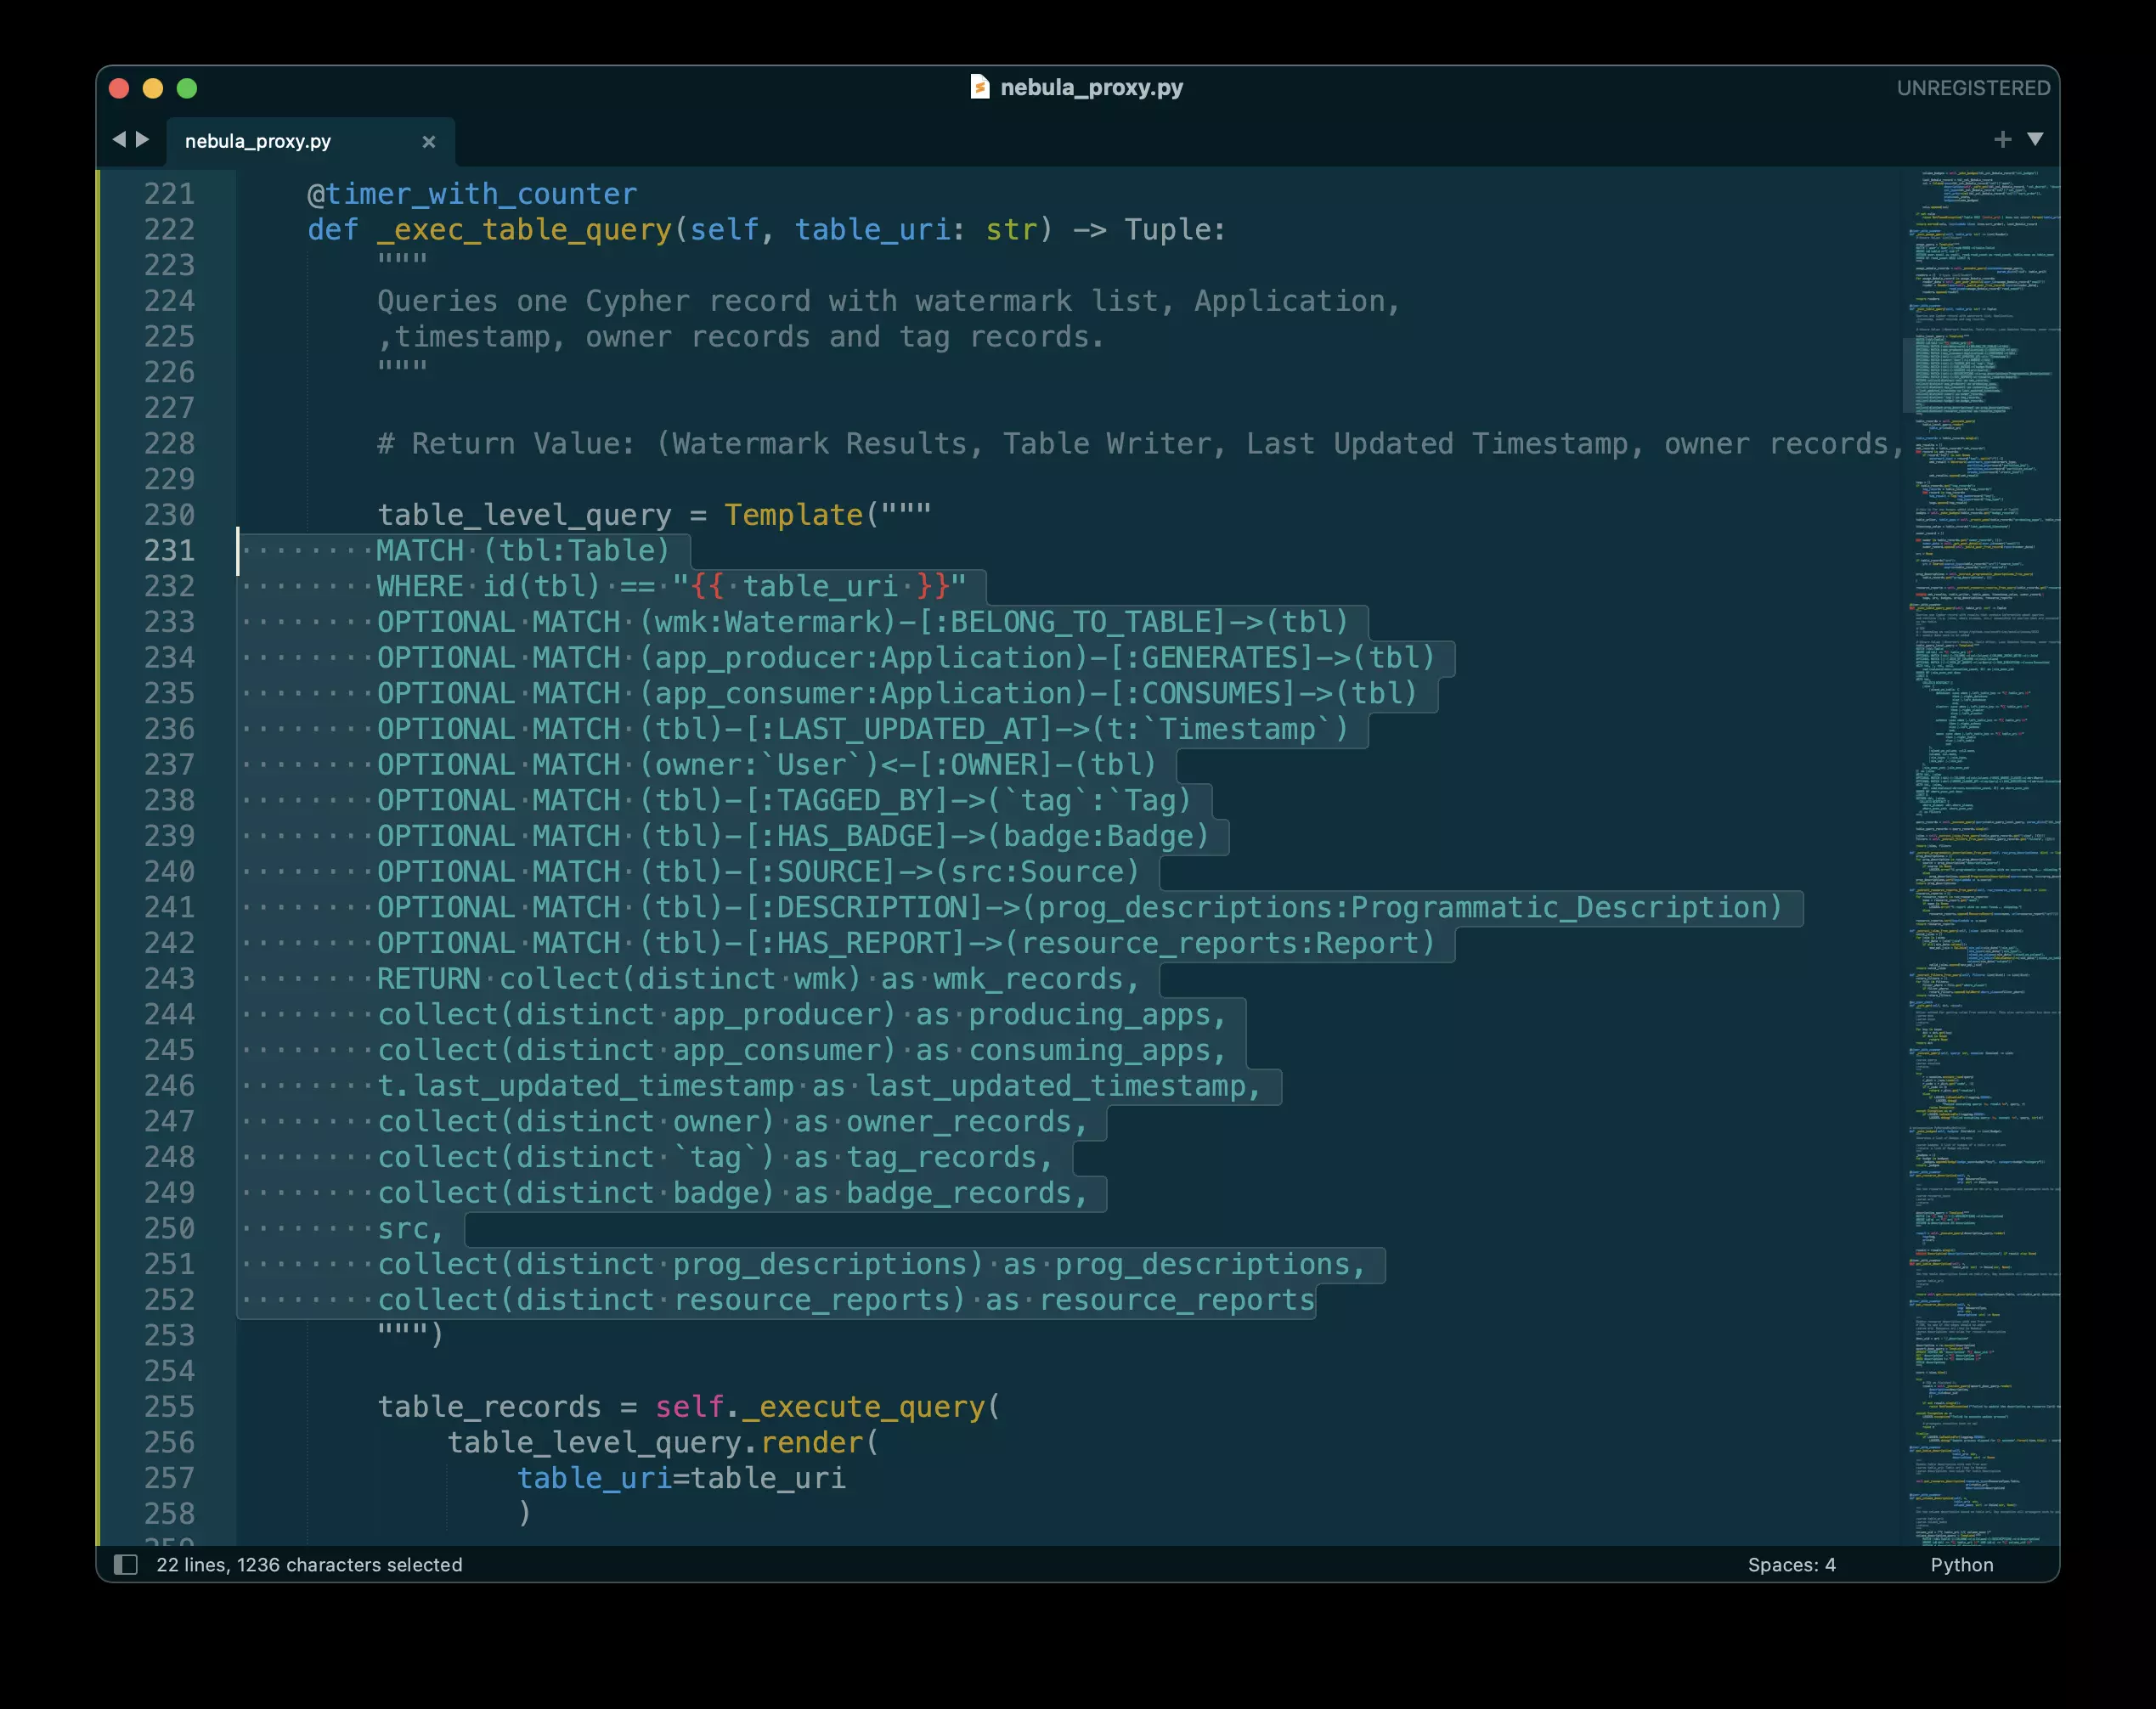 nebula_proxy.py
UNREGISTERED
nebula_proxy.py
221 @timer_with_counter
222 def _exec_table_query(self, table_uri: str) -> Tuple:
223 """
224 Queries one Cypher record with watermark list, Application,
225 ,timestamp, owner records and tag records.
226 """
227
228 # Return Value: (Watermark Results, Table Writer, Last Updated Timestamp, owner records,
229
230 table_level_query = Template("""
231 MATCH (tbl:Table)
232 WHERE id(tbl) == "{{ table_uri }}"
233 OPTIONAL MATCH (wmk:Watermark)-[:BELONG_TO_TABLE]->(tbl)
234 OPTIONAL MATCH (app_producer:Application)-[:GENERATES]->(tbl)
235 OPTIONAL MATCH (app_consumer:Application)-[:CONSUMES]->(tbl)
236 OPTIONAL MATCH (tbl)-[:LAST_UPDATED_AT]->(t:`Timestamp`)
237 OPTIONAL MATCH (owner:`User`)<-[:OWNER]-(tbl)
238 OPTIONAL MATCH (tbl)-[:TAGGED_BY]->(`tag`:`Tag)
239 OPTIONAL MATCH (tbl)-[:HAS_BADGE]->(badge:Badge)
240 OPTIONAL MATCH (tbl)-[:SOURCE]->(src:Source)
241 OPTIONAL MATCH (tbl)-[:DESCRIPTION]->(prog_descriptions:Programmatic_Description)
242 OPTIONAL MATCH (tbl)-[:HAS_REPORT]->(resource_reports:Report)
243 RETURN collect(distinct wmk) as wmk_records,
244 collect(distinct app_producer) as producing_apps,
245 collect(distinct app_consumer) as consuming_apps,
246 t.last_updated_timestamp as last_updated_timestamp,
247 collect(distinct owner) as owner_records,
248 collect(distinct `tag`) as tag_records,
249 collect(distinct badge) as badge_records,
250 src,
251 collect(distinct prog_descriptions) as prog_descriptions,
252 collect(distinct resource_reports) as resource_reports
253 """)
254
255 table_records = self._execute_query(
256 table_level_query.render(
257 table_uri=table_uri
258 )
22 lines, 1236 characters selected
Spaces: 4
Python